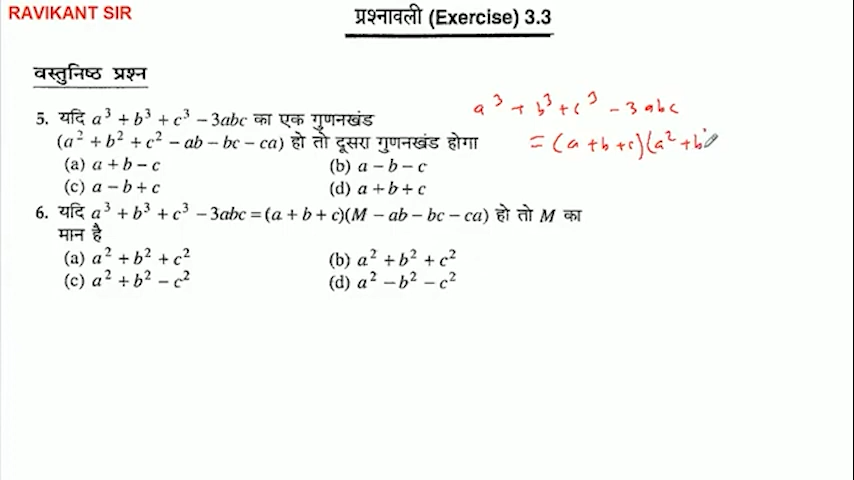 RAVIKANT SIR
प्रश्नावली (Exercise) 3.3
वस्तुनिष्ठ प्रश्न
5. यदि a³ + b³ + c³ − 3abc का एक गुणनखंड
(a² + b² + c² − ab − bc − ca) हो तो दूसरा गुणनखंड होगा
(a) a + b − c (b) a − b − c
(c) a − b + c (d) a + b + c
6. यदि a³ + b³ + c³ − 3abc = (a + b + c)(M − ab − bc − ca) हो तो M का
मान है
(a) a² + b² + c² (b) a² + b² + c²
(c) a² + b² − c² (d) a² − b² − c²
a³ + b³ + c³ − 3abc
= (a + b + c)(a² + b